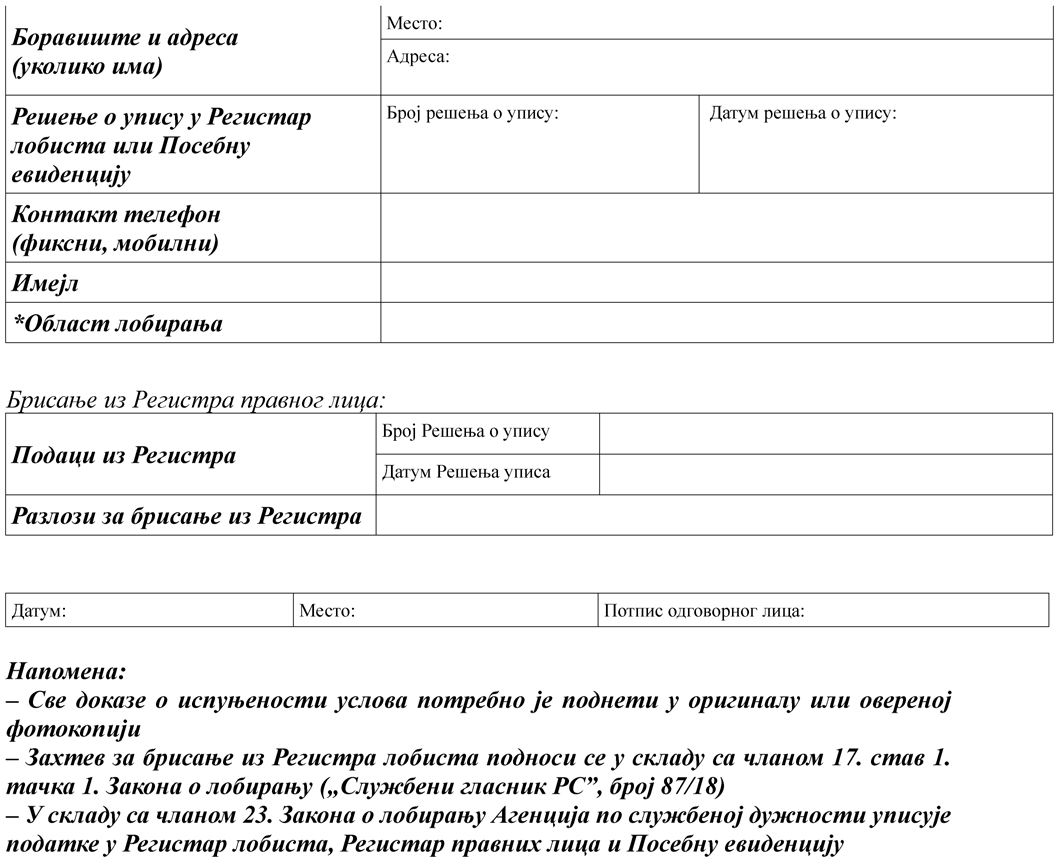 Боравиште и адреса
(уколико има)
Место:
Адреса:
Решење о упису у Регистар
лобиста или Посебну
евиденцију
Број решења о упису:
Датум решења о упису:
Контакт телефон
(фиксни, мобилни)
Имејл
*Област лобирања
Брисање из Регистра правног лица:
Подаци из Регистра
Број Решења о упису
Датум Решења уписа
Разлози за брисање из Регистра
Датум:
Место:
Потпис одговорног лица:
Напомена:
– Све доказе о испуњености услова потребно је поднети у оригиналу или овереној
фотокопији
– Захтев за брисање из Регистра лобиста подноси се у складу са чланом 17. став 1.
тачка 1. Закона о лобирању („Службени гласник РС”, број 87/18)
– У складу са чланом 23. Закона о лобирању Агенција по службеној дужности уписује
податке у Регистар лобиста, Регистар правних лица и Посебну евиденцију